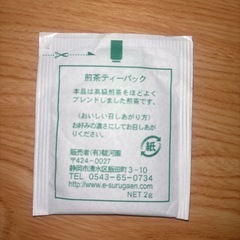 煎茶ティーパック
本品は高級煎茶をほどよく
ブレンドしました煎茶です。
〈おいしい召しあがり方〉
お好みの濃さにしてお召しあが
りください。
紙
販売者(有)駿河園
〒424-0027
静岡市清水区飯田町3-10
TEL 0543-65-0734
http://www.e-surugaen.com
NET 2g